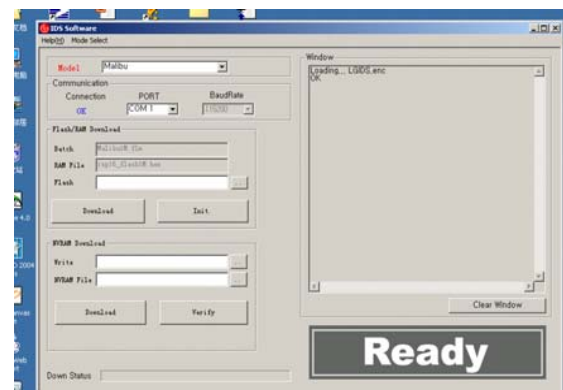 IDS Software
Help(H) Mode Select
Model Malibu
Communication
Connection PORT BaudRate
OK COM 1 115200
Flash/RAM Download
Batch
RAM File
Flash
Download Init.
NVRAM Download
Write
NVRAM File
Download Verify
Down Status
Window
Loading... LGIDS.enc
OK
Clear Window
Ready